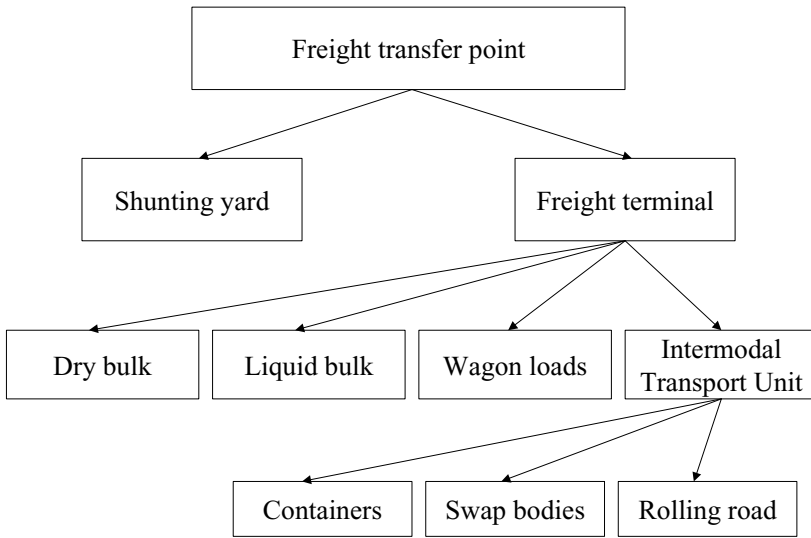 Freight transfer point
Shunting yard
Freight terminal
Dry bulk
Liquid bulk
Wagon loads
Intermodal
Transport Unit
Containers
Swap bodies
Rolling road